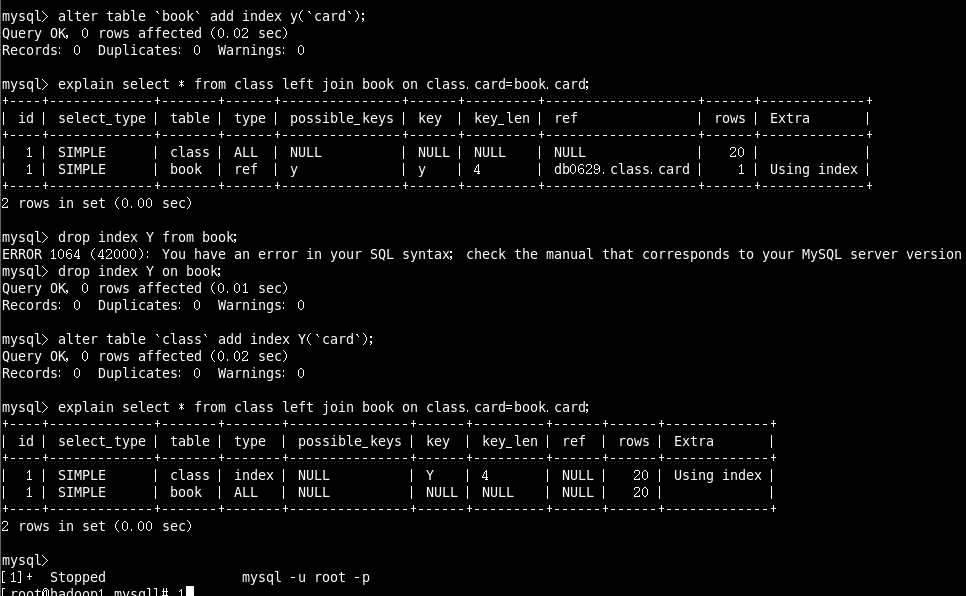 mysql> alter table `book` add index y(`card`);
Query OK, 0 rows affected (0.02 sec)
Records: 0  Duplicates: 0  Warnings: 0

mysql> explain select * from class left join book on class.card=book.card;
+----+-------------+-------+------+---------------+------+---------+-------------------+------+-------------+
| id | select_type | table | type | possible_keys | key  | key_len | ref               | rows | Extra       |
+----+-------------+-------+------+---------------+------+---------+-------------------+------+-------------+
|  1 | SIMPLE      | class | ALL  | NULL          | NULL | NULL    | NULL              |   20 |             |
|  1 | SIMPLE      | book  | ref  | y             | y    | 4       | db0629.class.card |    1 | Using index |
+----+-------------+-------+------+---------------+------+---------+-------------------+------+-------------+
2 rows in set (0.00 sec)

mysql> drop index Y from book;
ERROR 1064 (42000): You have an error in your SQL syntax; check the manual that corresponds to your MySQL server version
mysql> drop index Y on book;
Query OK, 0 rows affected (0.01 sec)
Records: 0  Duplicates: 0  Warnings: 0

mysql> alter table `class` add index Y(`card`);
Query OK, 0 rows affected (0.02 sec)
Records: 0  Duplicates: 0  Warnings: 0

mysql> explain select * from class left join book on class.card=book.card;
+----+-------------+-------+-------+---------------+------+---------+------+------+-------------+
| id | select_type | table | type  | possible_keys | key  | key_len | ref  | rows | Extra       |
+----+-------------+-------+-------+---------------+------+---------+------+------+-------------+
|  1 | SIMPLE      | class | index | NULL          | Y    | 4       | NULL |   20 | Using index |
|  1 | SIMPLE      | book  | ALL   | NULL          | NULL | NULL    | NULL |   20 |             |
+----+-------------+-------+-------+---------------+------+---------+------+------+-------------+
2 rows in set (0.00 sec)

mysql>
[1]+  Stopped                 mysql -u root -p
[root@hadoop1 mysql]# 1